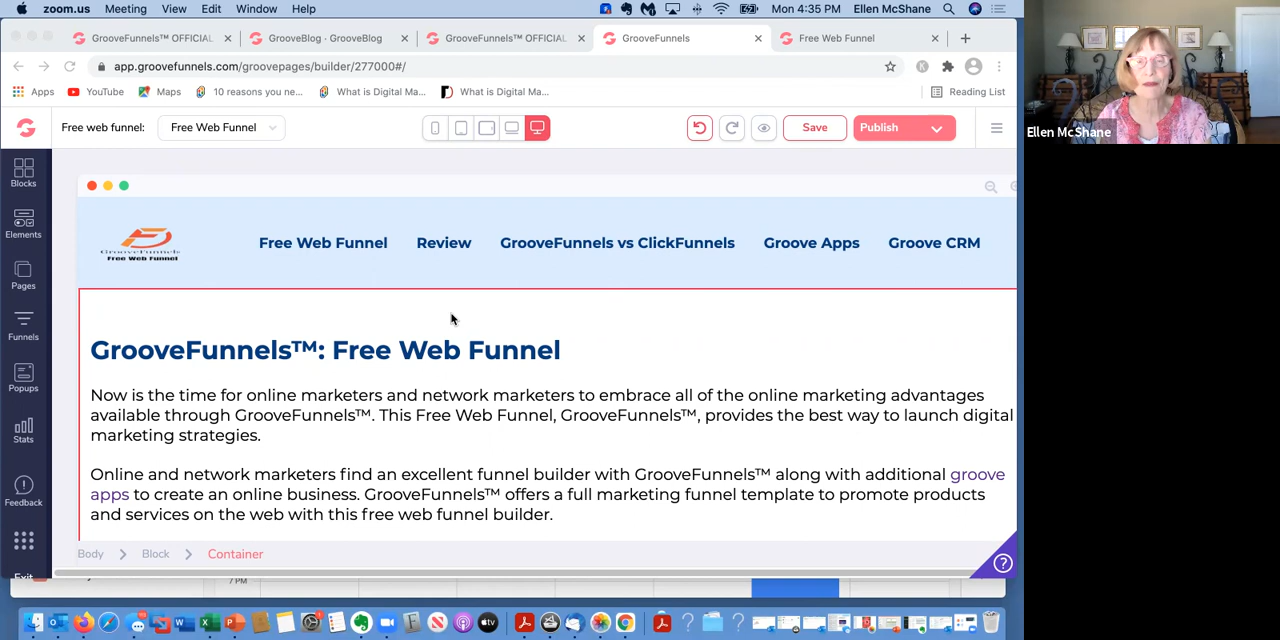 zoom.us Meeting View Edit Window Help Mon 4:35 PM Ellen McShane
GrooveFunnels™ OFFICIAL GrooveBlog · GrooveBlog GrooveFunnels™ OFFICIAL GrooveFunnels Free Web Funnel
app.groovefunnels.com/groovepages/builder/277000#/
Apps YouTube Maps 10 reasons you ne... What is Digital Ma... What is Digital Ma... Reading List
Free web funnel: Free Web Funnel Save Publish
Ellen McShane
Blocks
Elements
Pages
Funnels
Popups
Stats
Feedback
Exit
GrooveFunnels
Free Web Funnel
Free Web Funnel Review GrooveFunnels vs ClickFunnels Groove Apps Groove CRM
GrooveFunnels™: Free Web Funnel
Now is the time for online marketers and network marketers to embrace all of the online marketing advantages
available through GrooveFunnels™. This Free Web Funnel, GrooveFunnels™, provides the best way to launch digital
marketing strategies.
Online and network marketers find an excellent funnel builder with GrooveFunnels™ along with additional groove
apps to create an online business. GrooveFunnels™ offers a full marketing funnel template to promote products
and services on the web with this free web funnel builder.
Body Block Container
7 PM